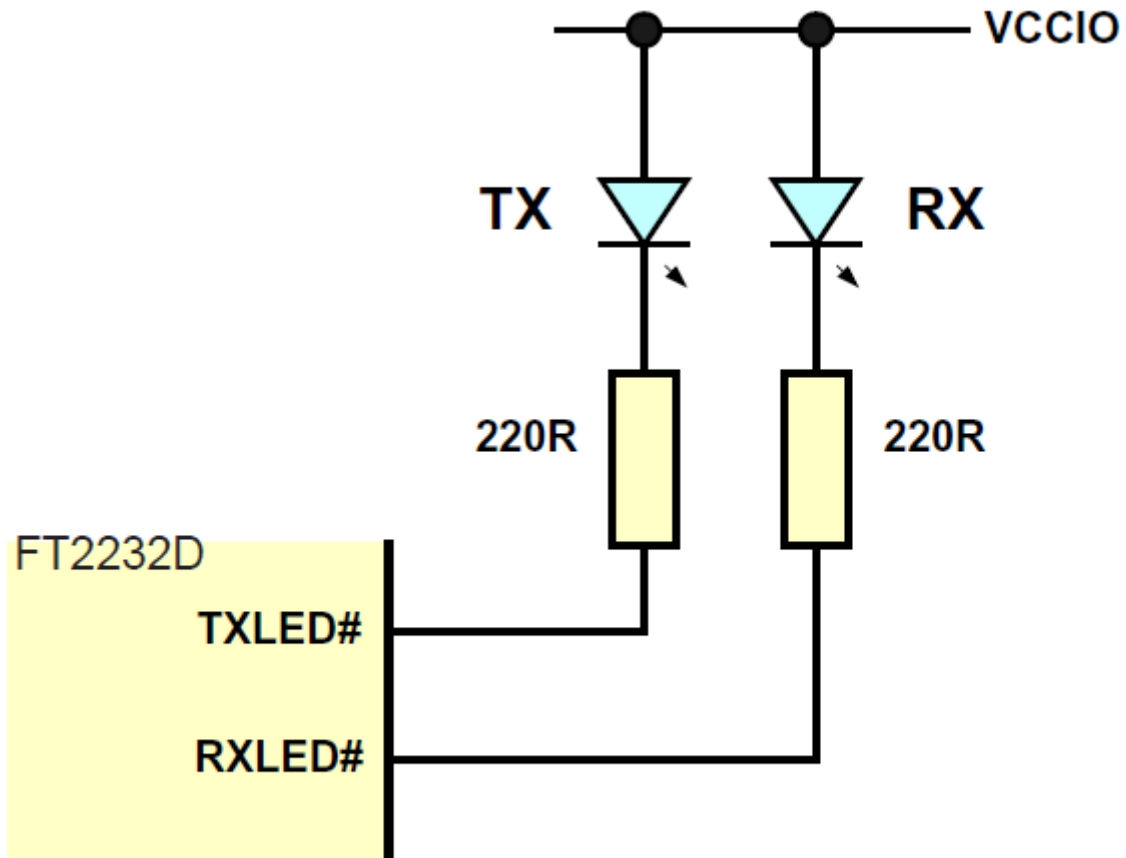 VCCIO
TX
RX
220R
220R
FT2232D
TXLED#
RXLED#